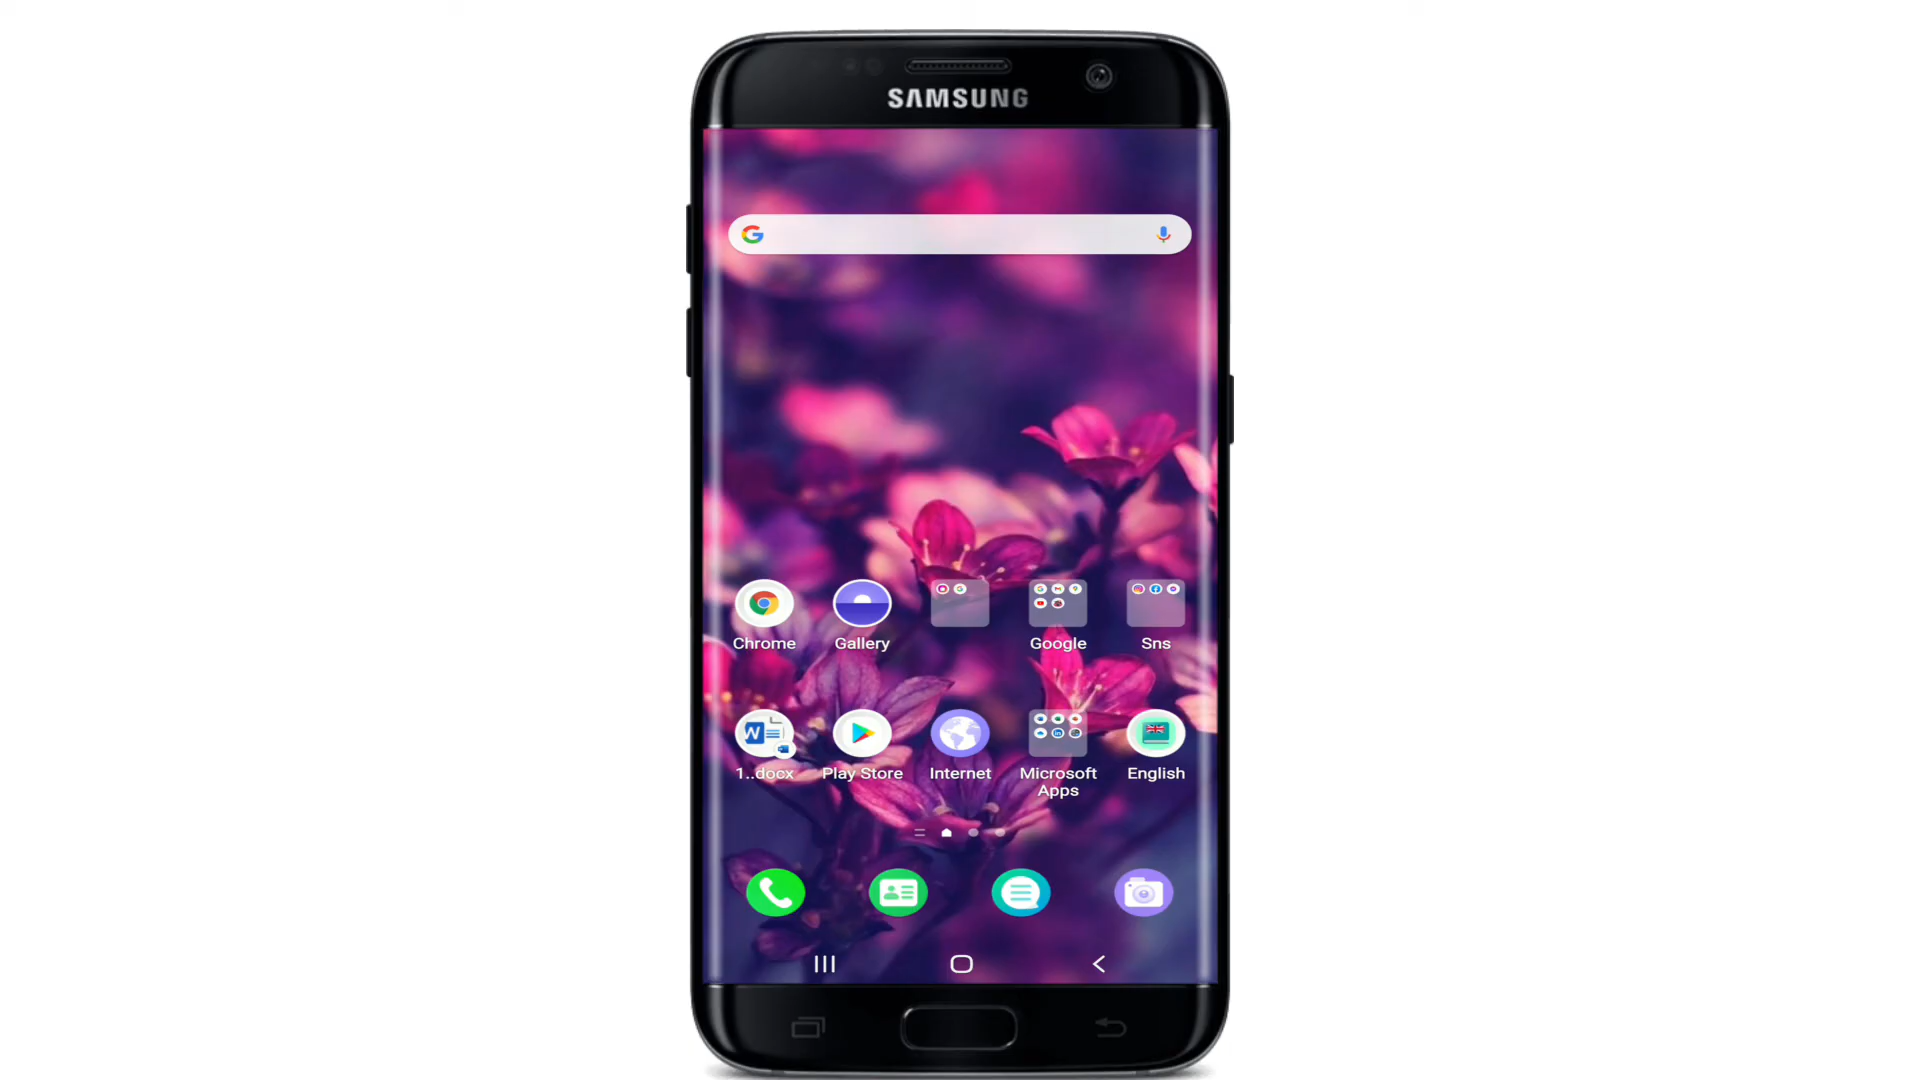 SAMSUNG
Chrome
Gallery
Google
Sns
1..docx
Play Store
Internet
Microsoft
Apps
English